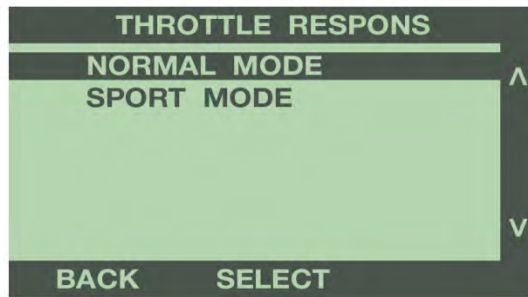 THROTTLE RESPONS
NORMAL MODE
SPORT MODE
BACK SELECT